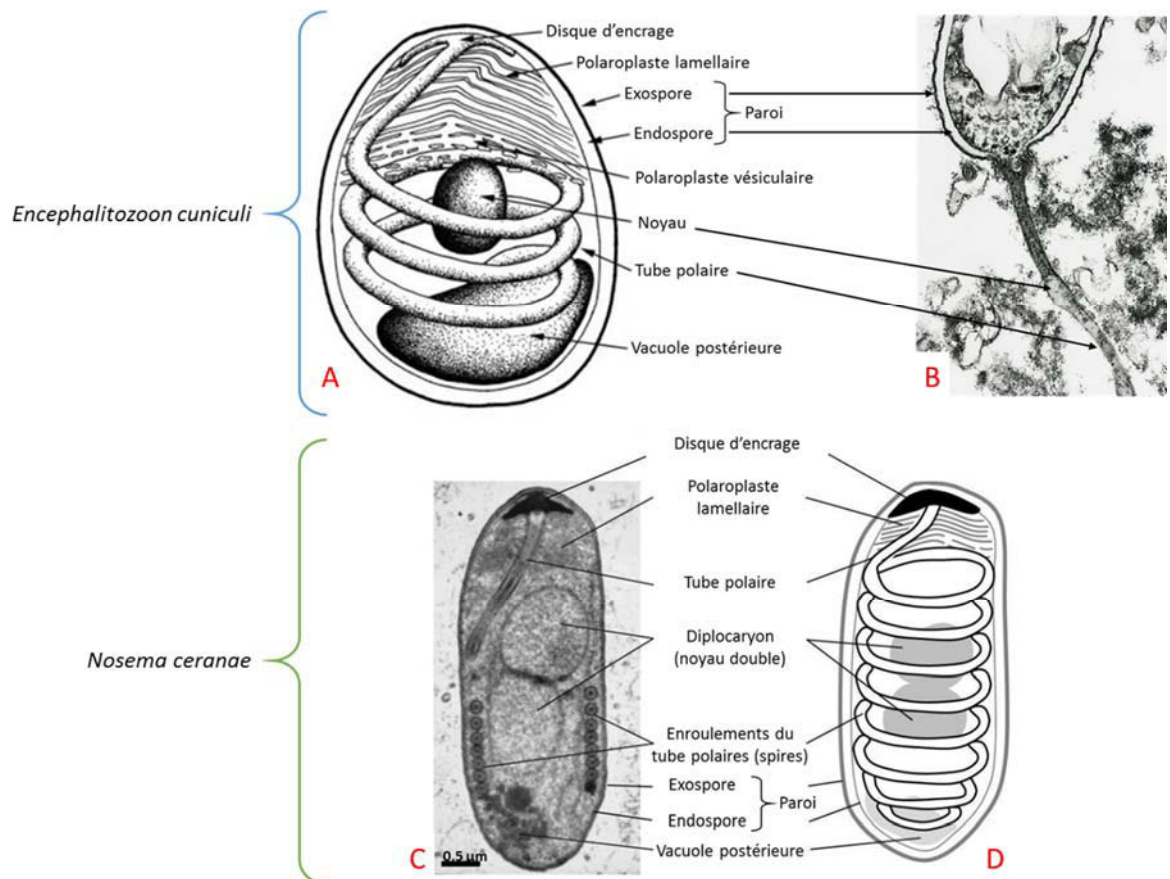 Disque d'encrage
Polaroplaste lamellaire
Exospore
Paroi
Endospore
Polaroplaste vésiculaire
Noyau
Tube polaire
Vacuole postérieure
Encephalitozoon cuniculi
A
B
Disque d'encrage
Polaroplaste
lamellaire
Tube polaire
Diplocaryon
(noyau double)
Enroulements du
tube polaires (spires)
Exospore
Paroi
Endospore
Vacuole postérieure
Nosema ceranae
C
0.5 µm
D